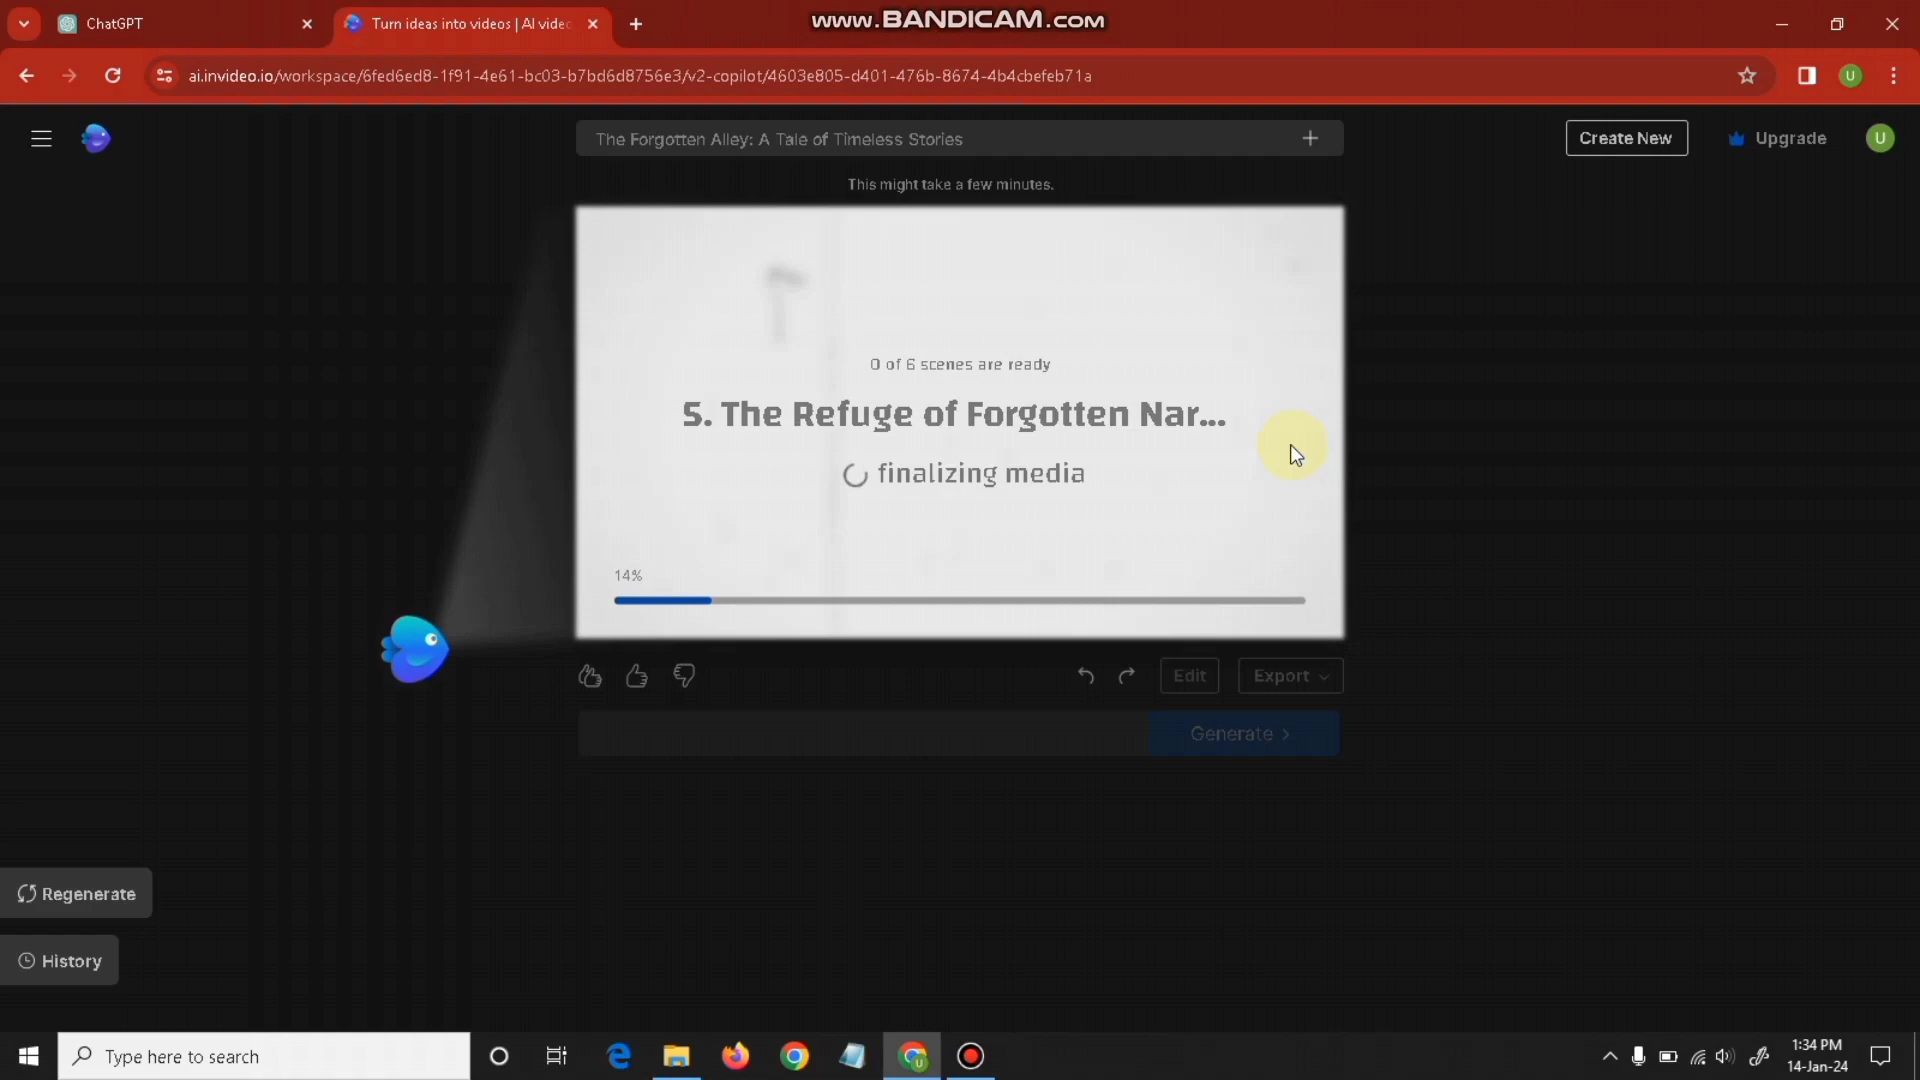 ChatGPT
Turn ideas into videos | AI video
www.BANDICAM.com
ai.invideo.io/workspace/6fed6ed8-1f91-4e61-bc03-b7bd6d8756e3/v2-copilot/4603e805-d401-476b-8674-4b4cbefeb71a
U
The Forgotten Alley: A Tale of Timeless Stories
Create New
Upgrade
U
This might take a few minutes.
0 of 6 scenes are ready
5. The Refuge of Forgotten Nar...
finalizing media
14%
Edit
Export
Generate
Regenerate
History
Type here to search
U
1:34 PM
14-Jan-24